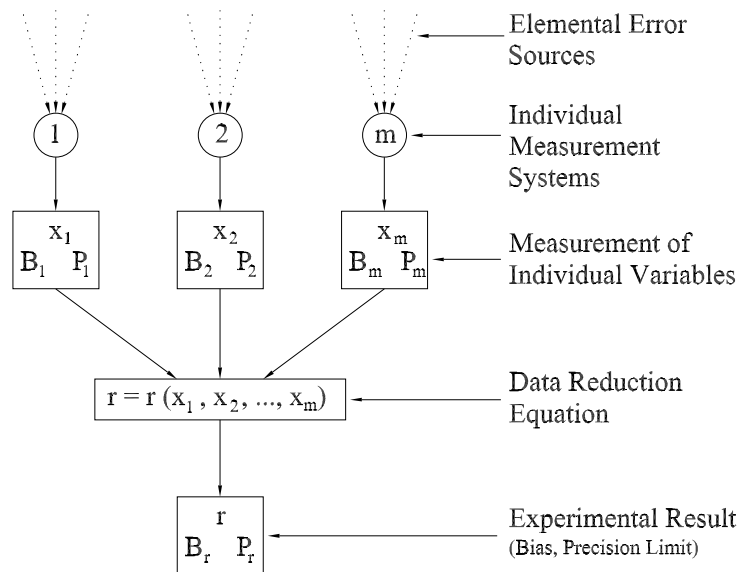 Elemental Error
Sources
1
2
m
Individual
Measurement
Systems
x₁
B₁ P₁
x₂
B₂ P₂
xₘ
Bₘ Pₘ
Measurement of
Individual Variables
r = r (x₁ , x₂, ..., xₘ)
Data Reduction
Equation
r
Bᵣ Pᵣ
Experimental Result
(Bias, Precision Limit)